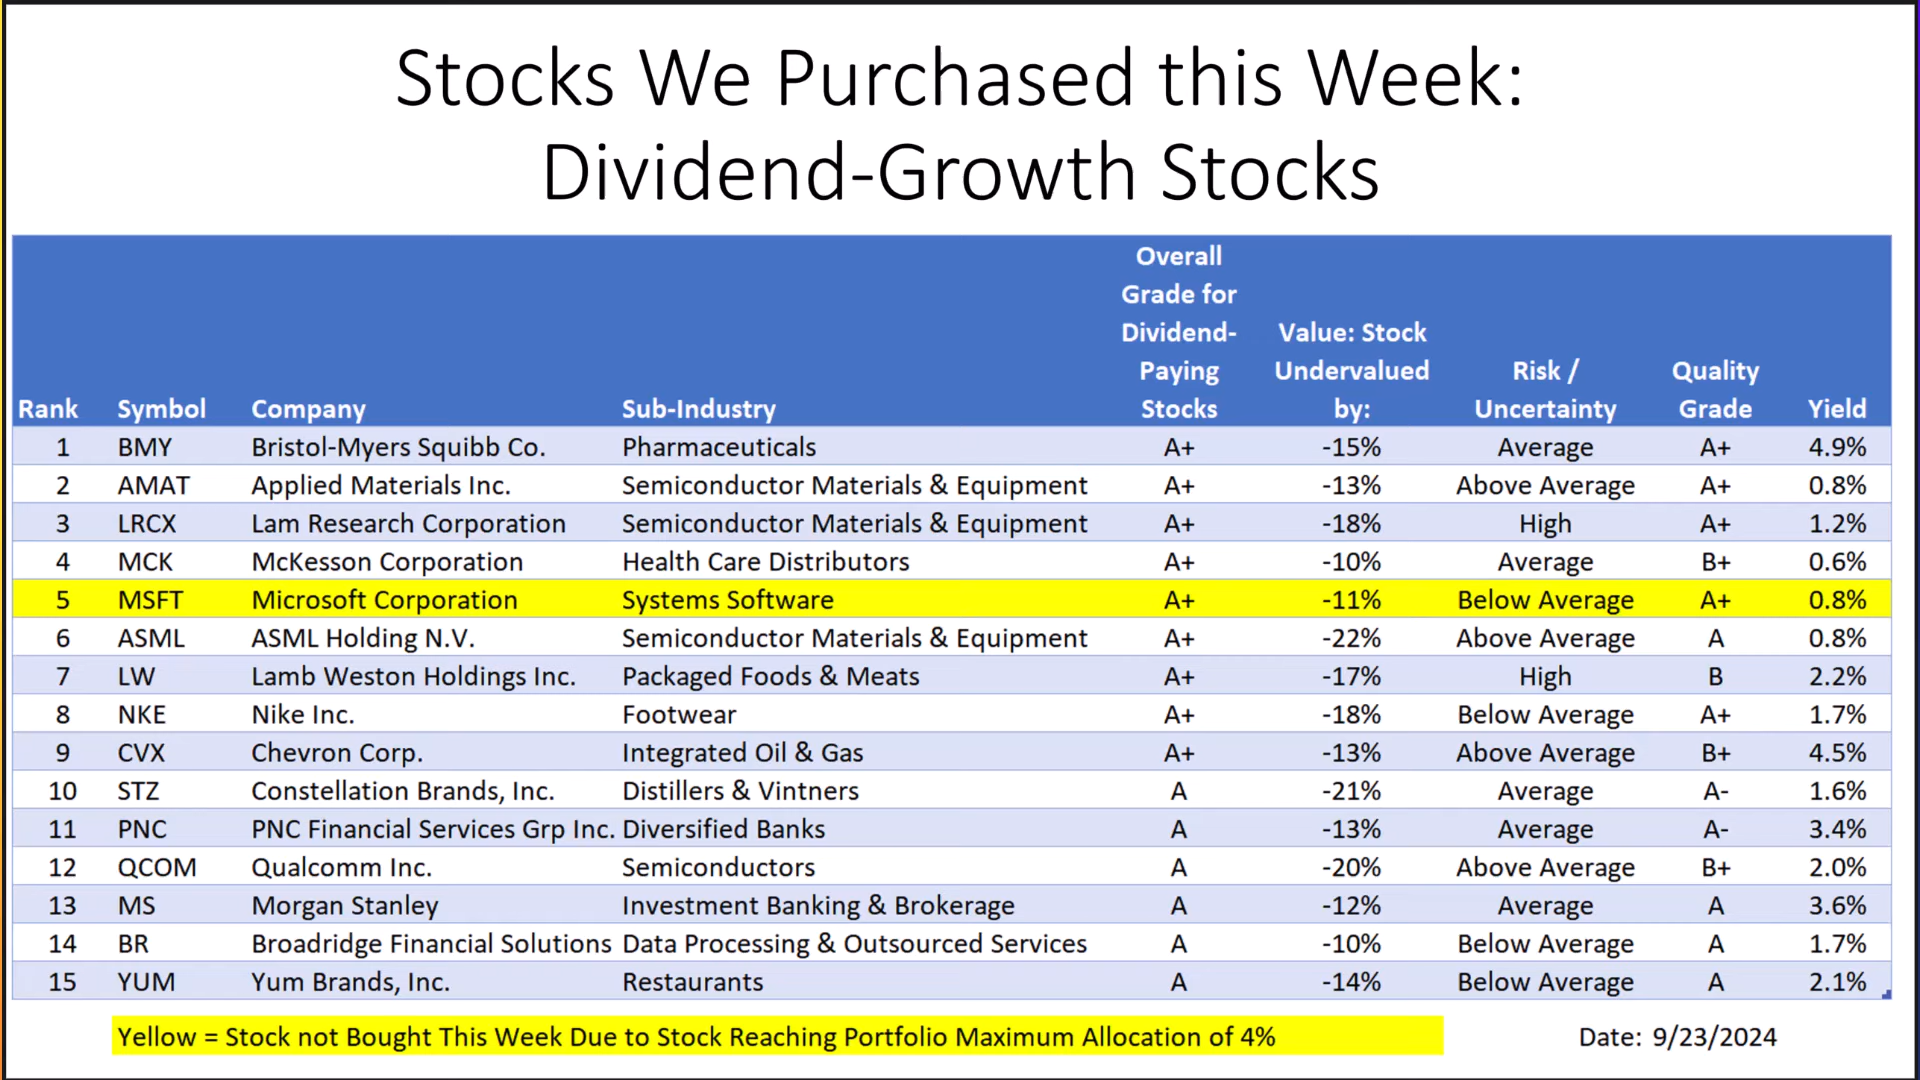 Stocks We Purchased this Week:
Dividend-Growth Stocks
Rank Symbol Company Sub-Industry Overall Grade for Dividend-Paying Stocks Value: Stock Undervalued by: Risk / Uncertainty Quality Grade Yield
1 BMY Bristol-Myers Squibb Co. Pharmaceuticals A+ -15% Average A+ 4.9%
2 AMAT Applied Materials Inc. Semiconductor Materials & Equipment A+ -13% Above Average A+ 0.8%
3 LRCX Lam Research Corporation Semiconductor Materials & Equipment A+ -18% High A+ 1.2%
4 MCK McKesson Corporation Health Care Distributors A+ -10% Average B+ 0.6%
5 MSFT Microsoft Corporation Systems Software A+ -11% Below Average A+ 0.8%
6 ASML ASML Holding N.V. Semiconductor Materials & Equipment A+ -22% Above Average A 0.8%
7 LW Lamb Weston Holdings Inc. Packaged Foods & Meats A+ -17% High B 2.2%
8 NKE Nike Inc. Footwear A+ -18% Below Average A+ 1.7%
9 CVX Chevron Corp. Integrated Oil & Gas A+ -13% Above Average B+ 4.5%
10 STZ Constellation Brands, Inc. Distillers & Vintners A -21% Average A- 1.6%
11 PNC PNC Financial Services Grp Inc. Diversified Banks A -13% Average A- 3.4%
12 QCOM Qualcomm Inc. Semiconductors A -20% Above Average B+ 2.0%
13 MS Morgan Stanley Investment Banking & Brokerage A -12% Average A 3.6%
14 BR Broadridge Financial Solutions Data Processing & Outsourced Services A -10% Below Average A 1.7%
15 YUM Yum Brands, Inc. Restaurants A -14% Below Average A 2.1%
Yellow = Stock not Bought This Week Due to Stock Reaching Portfolio Maximum Allocation of 4% Date: 9/23/2024